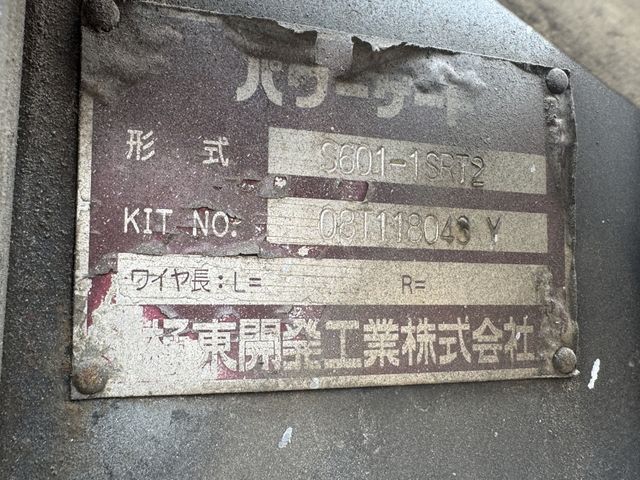 パワーゲート
形式 S601-1SRT2
KIT NO. 08T118043 Y
ワイヤ長:L= R=
極東開発工業株式会社